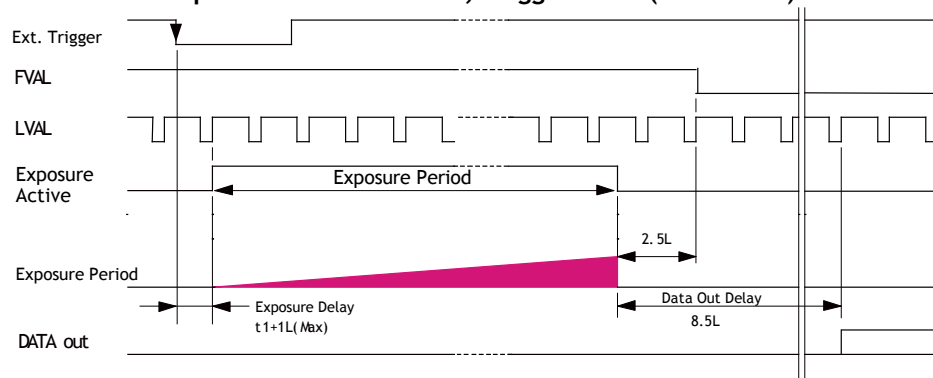 Ext. Trigger
FVAL
LVAL
Exposure
Active
Exposure Period
2.5L
Exposure Period
Exposure Delay
t1+1L(Max)
Data Out Delay
8.5L
DATA out